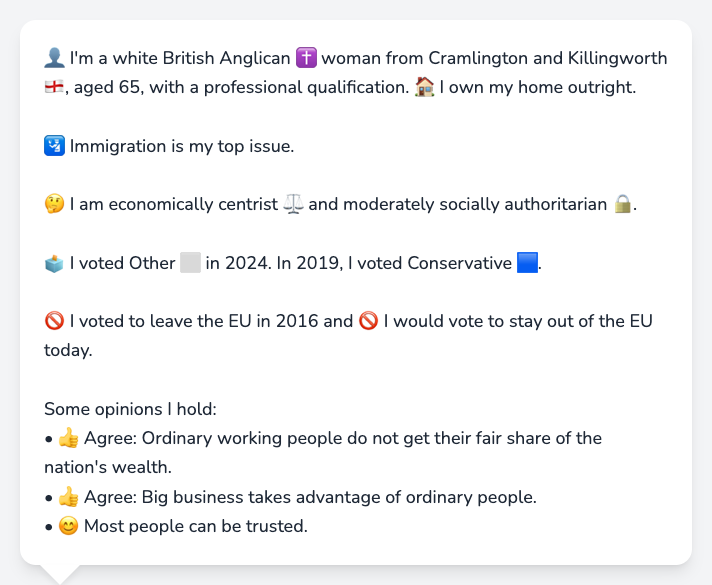 👤 I'm a white British Anglican ✝️ woman from Cramlington and Killingworth
🏴󠁧󠁢󠁥󠁮󠁧󠁿, aged 65, with a professional qualification. 🏠 I own my home outright.
🛂 Immigration is my top issue.
🤔 I am economically centrist ⚖️ and moderately socially authoritarian 🔒.
🗳️ I voted Other ⬜ in 2024. In 2019, I voted Conservative 🟦.
🚫 I voted to leave the EU in 2016 and 🚫 I would vote to stay out of the EU
today.
Some opinions I hold:
• 👍 Agree: Ordinary working people do not get their fair share of the
nation's wealth.
• 👍 Agree: Big business takes advantage of ordinary people.
• 😊 Most people can be trusted.